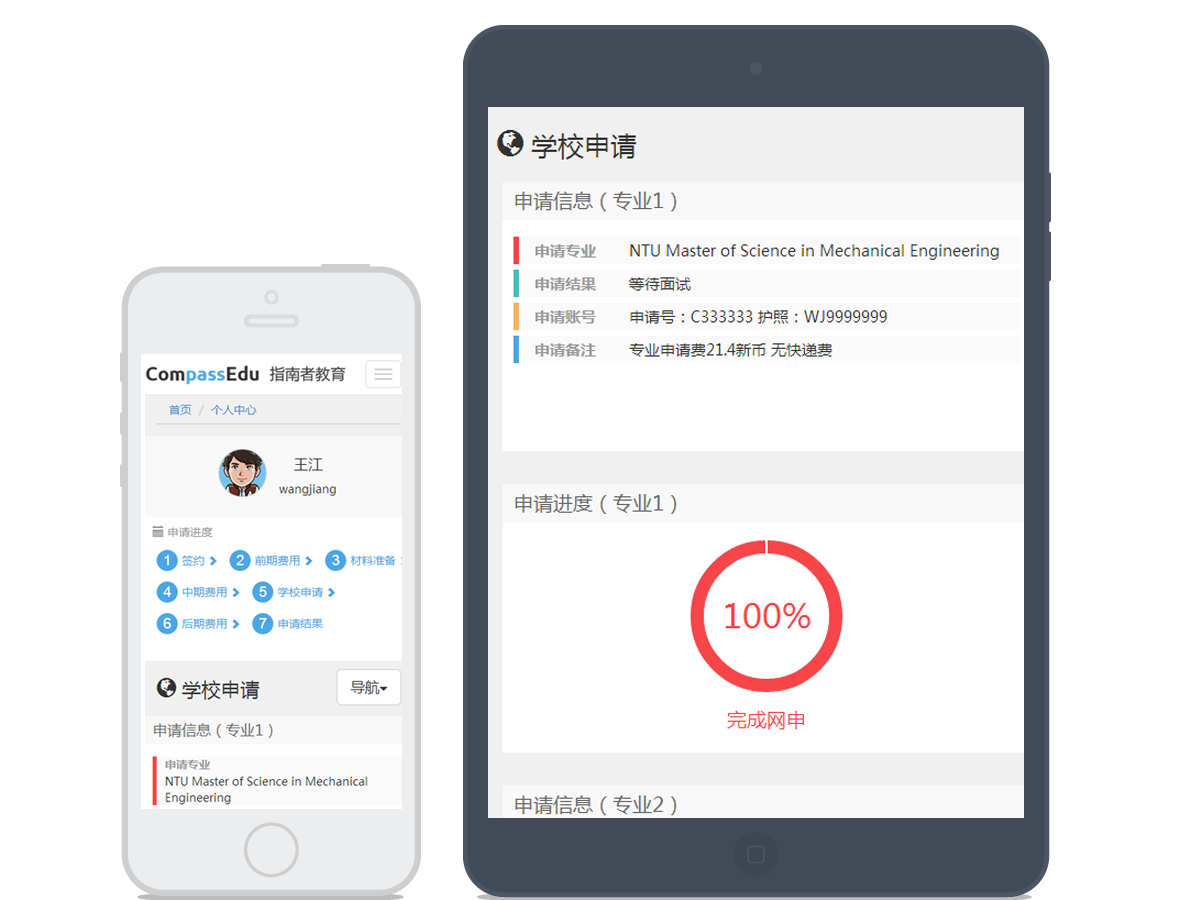 CompassEdu 指南者教育
首页 / 个人中心
王江
wangjiang
申请进度
1 签约 2 前期费用 3 材料准备
4 中期费用 5 学校申请
6 后期费用 7 申请结果
学校申请 导航
申请信息（专业1）
申请专业
NTU Master of Science in Mechanical
Engineering
学校申请
申请信息（专业1）
申请专业 NTU Master of Science in Mechanical Engineering
申请结果 等待面试
申请账号 申请号：C333333 护照：WJ9999999
申请备注 专业申请费21.4新币 无快递费
申请进度（专业1）
100%
完成网申
申请信息（专业2）